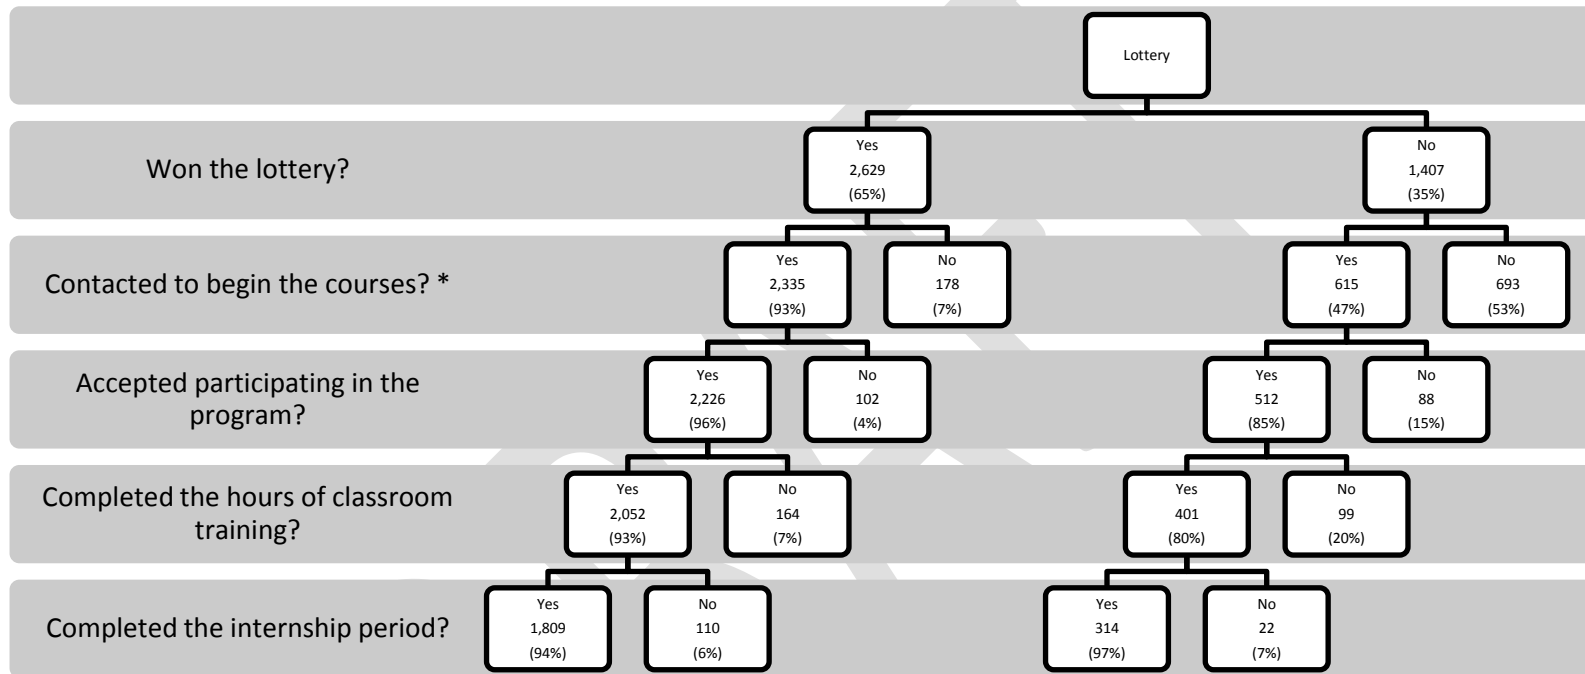 Lottery
Won the lottery?
Yes
2,629
(65%)
No
1,407
(35%)
Contacted to begin the courses? *
Yes
2,335
(93%)
No
178
(7%)
Yes
615
(47%)
No
693
(53%)
Accepted participating in the
program?
Yes
2,226
(96%)
No
102
(4%)
Yes
512
(85%)
No
88
(15%)
Completed the hours of classroom
training?
Yes
2,052
(93%)
No
164
(7%)
Yes
401
(80%)
No
99
(20%)
Completed the internship period?
Yes
1,809
(94%)
No
110
(6%)
Yes
314
(97%)
No
22
(7%)